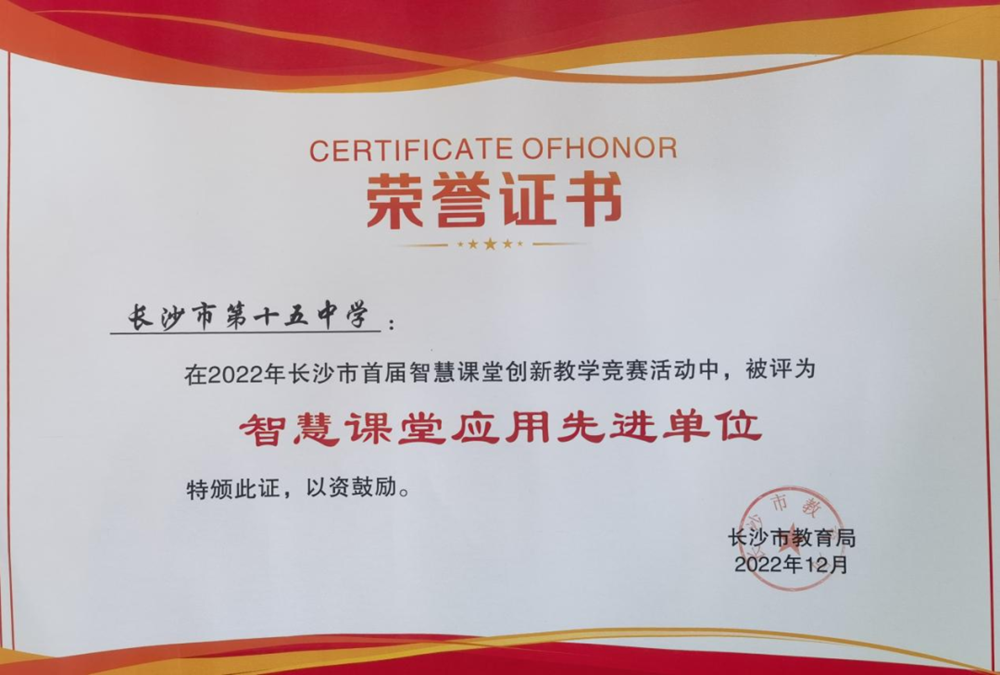 CERTIFICATE OFHONOR
荣誉证书
长沙市第十五中学：
在2022年长沙市首届智慧课堂创新教学竞赛活动中，被评为
智慧课堂应用先进单位
特颁此证，以资鼓励。
长沙市教育局
2022年12月